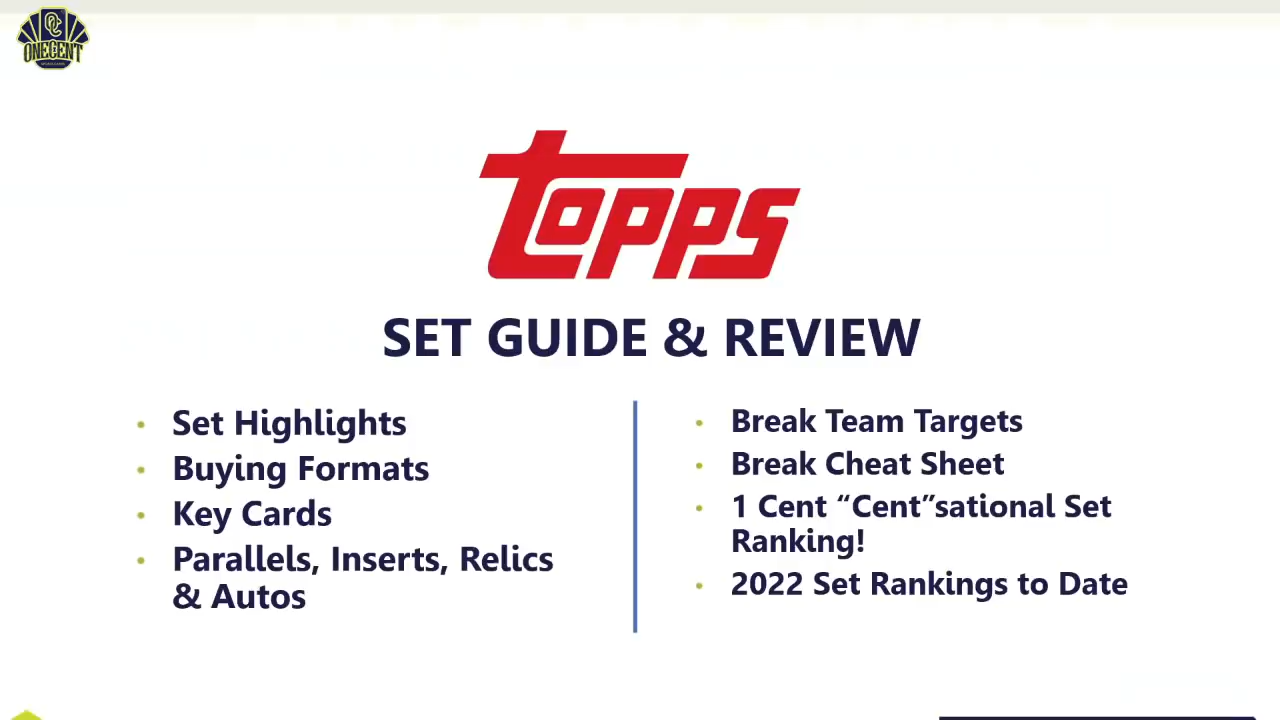 OC
ONECENT
topps
SET GUIDE & REVIEW
• Set Highlights
• Buying Formats
• Key Cards
• Parallels, Inserts, Relics
& Autos
• Break Team Targets
• Break Cheat Sheet
• 1 Cent “Cent”sational Set
Ranking!
• 2022 Set Rankings to Date